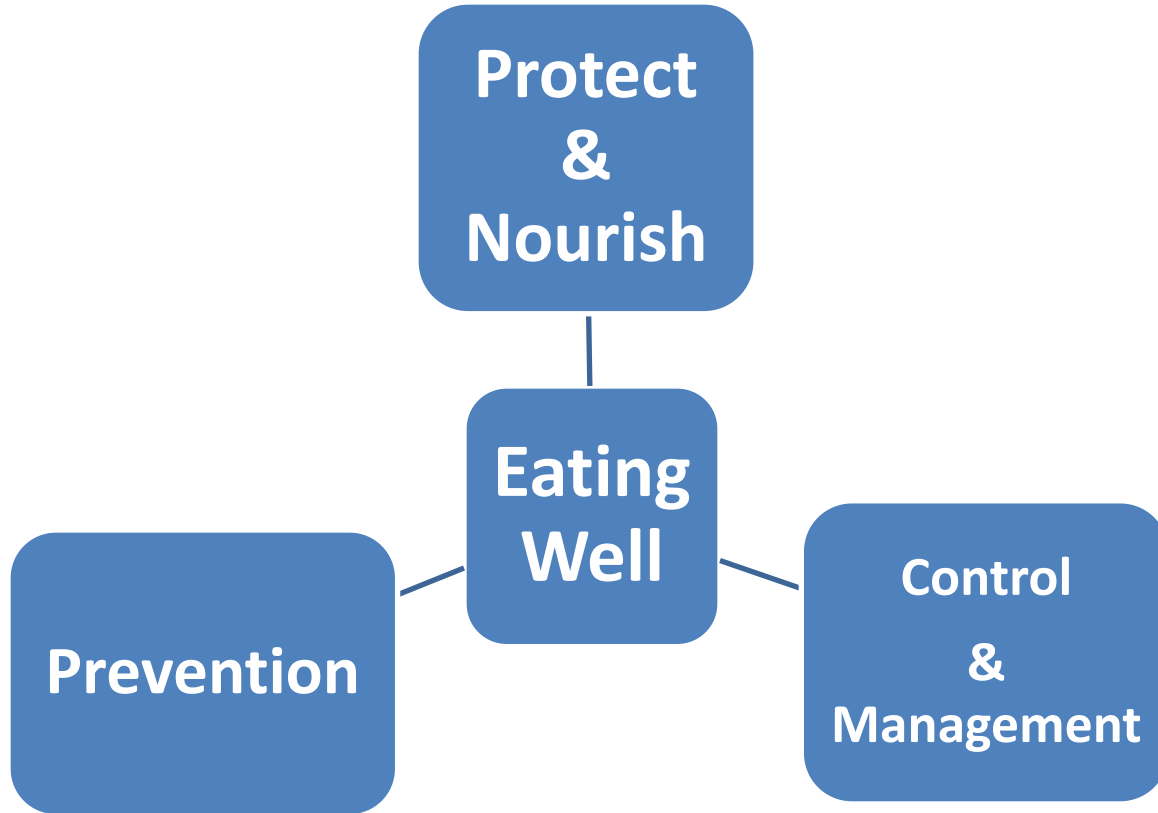 Protect
&
Nourish
Eating
Well
Prevention
Control
&
Management